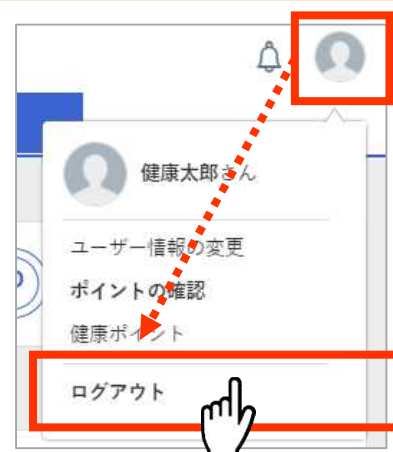 健康太郎さん
ユーザー情報の変更
ポイントの確認
健康ポイント
ログアウト